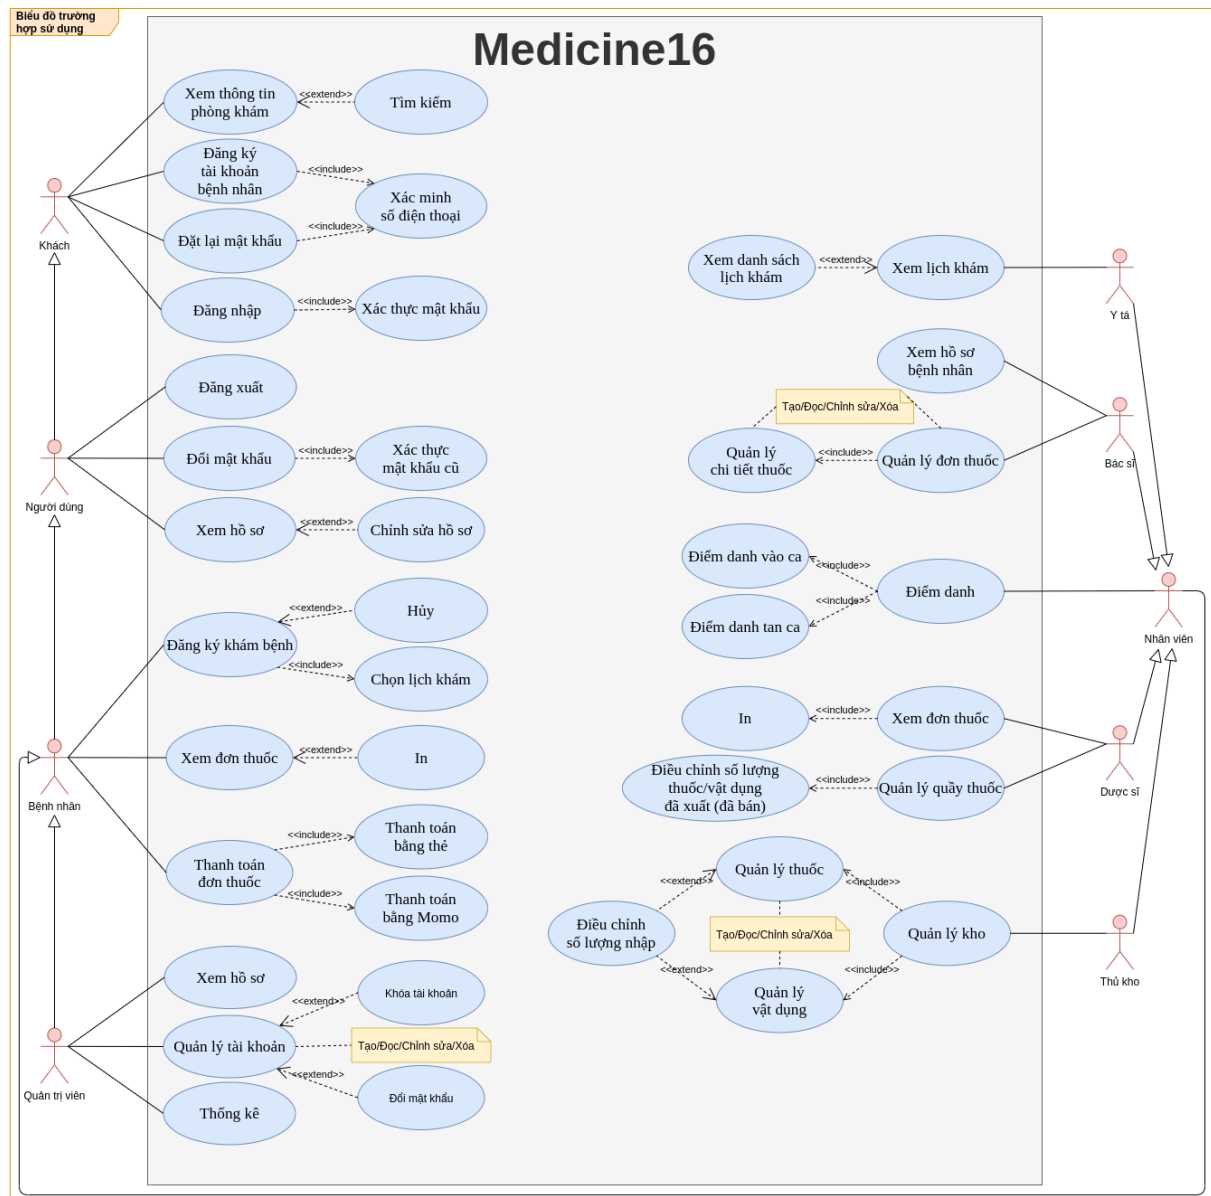 Biểu đồ trường
hợp sử dụng
Medicine16
Xem thông tin
phòng khám
<<extend>>
Tìm kiếm
Đăng ký
tài khoản
bệnh nhân
<<include>>
Xác minh
số điện thoại
Đặt lại mật khẩu
<<include>>
Khách
Đăng nhập
<<include>>
Xác thực mật khẩu
Đăng xuất
Đổi mật khẩu
<<include>>
Xác thực
mật khẩu cũ
Người dùng
Xem hồ sơ
<<extend>>
Chỉnh sửa hồ sơ
Đăng ký khám bệnh
<<extend>>
Hủy
<<include>>
Chọn lịch khám
Xem đơn thuốc
<<extend>>
In
Bệnh nhân
Thanh toán
đơn thuốc
<<include>>
Thanh toán
bằng thẻ
<<include>>
Thanh toán
bằng Momo
Xem hồ sơ
Quản lý tài khoản
<<extend>>
Khóa tài khoản
Tạo/Đọc/Chỉnh sửa/Xóa
<<extend>>
Đổi mật khẩu
Quản trị viên
Thống kê
Xem danh sách
lịch khám
<<extend>>
Xem lịch khám
Y tá
Xem hồ sơ
bệnh nhân
Tạo/Đọc/Chỉnh sửa/Xóa
Quản lý
chi tiết thuốc
<<include>>
Quản lý đơn thuốc
Bác sĩ
Điểm danh vào ca
<<include>>
Điểm danh
<<include>>
Điểm danh tan ca
Nhân viên
In
<<include>>
Xem đơn thuốc
Điều chỉnh số lượng
thuốc/vật dụng
đã xuất (đã bán)
<<include>>
Quản lý quầy thuốc
Dược sĩ
Quản lý thuốc
<<extend>>
<<include>>
Điều chỉnh
số lượng nhập
Tạo/Đọc/Chỉnh sửa/Xóa
Quản lý kho
<<extend>>
<<include>>
Quản lý
vật dụng
Thủ kho